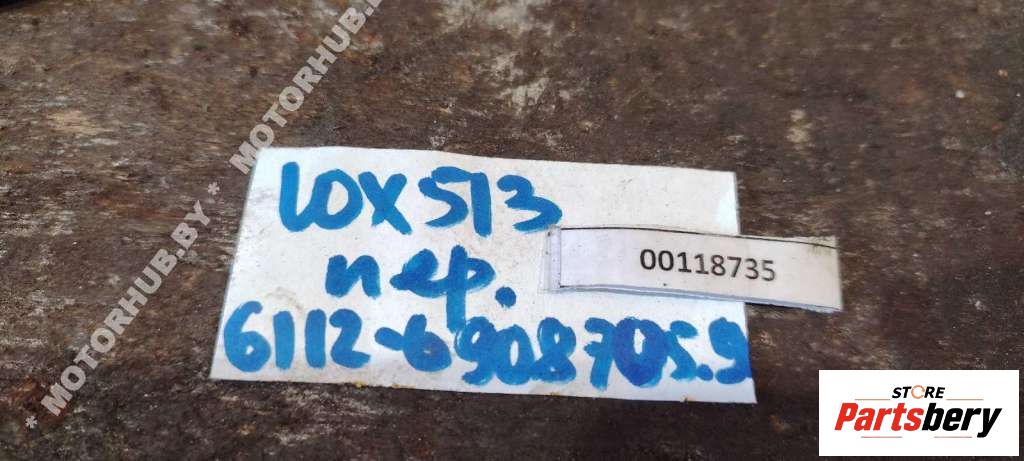 * MOTORHUB.BY * MOTORHUB.BY
LOX513
пер.
00118735
6112-6908705.9
STORE
Partsbery